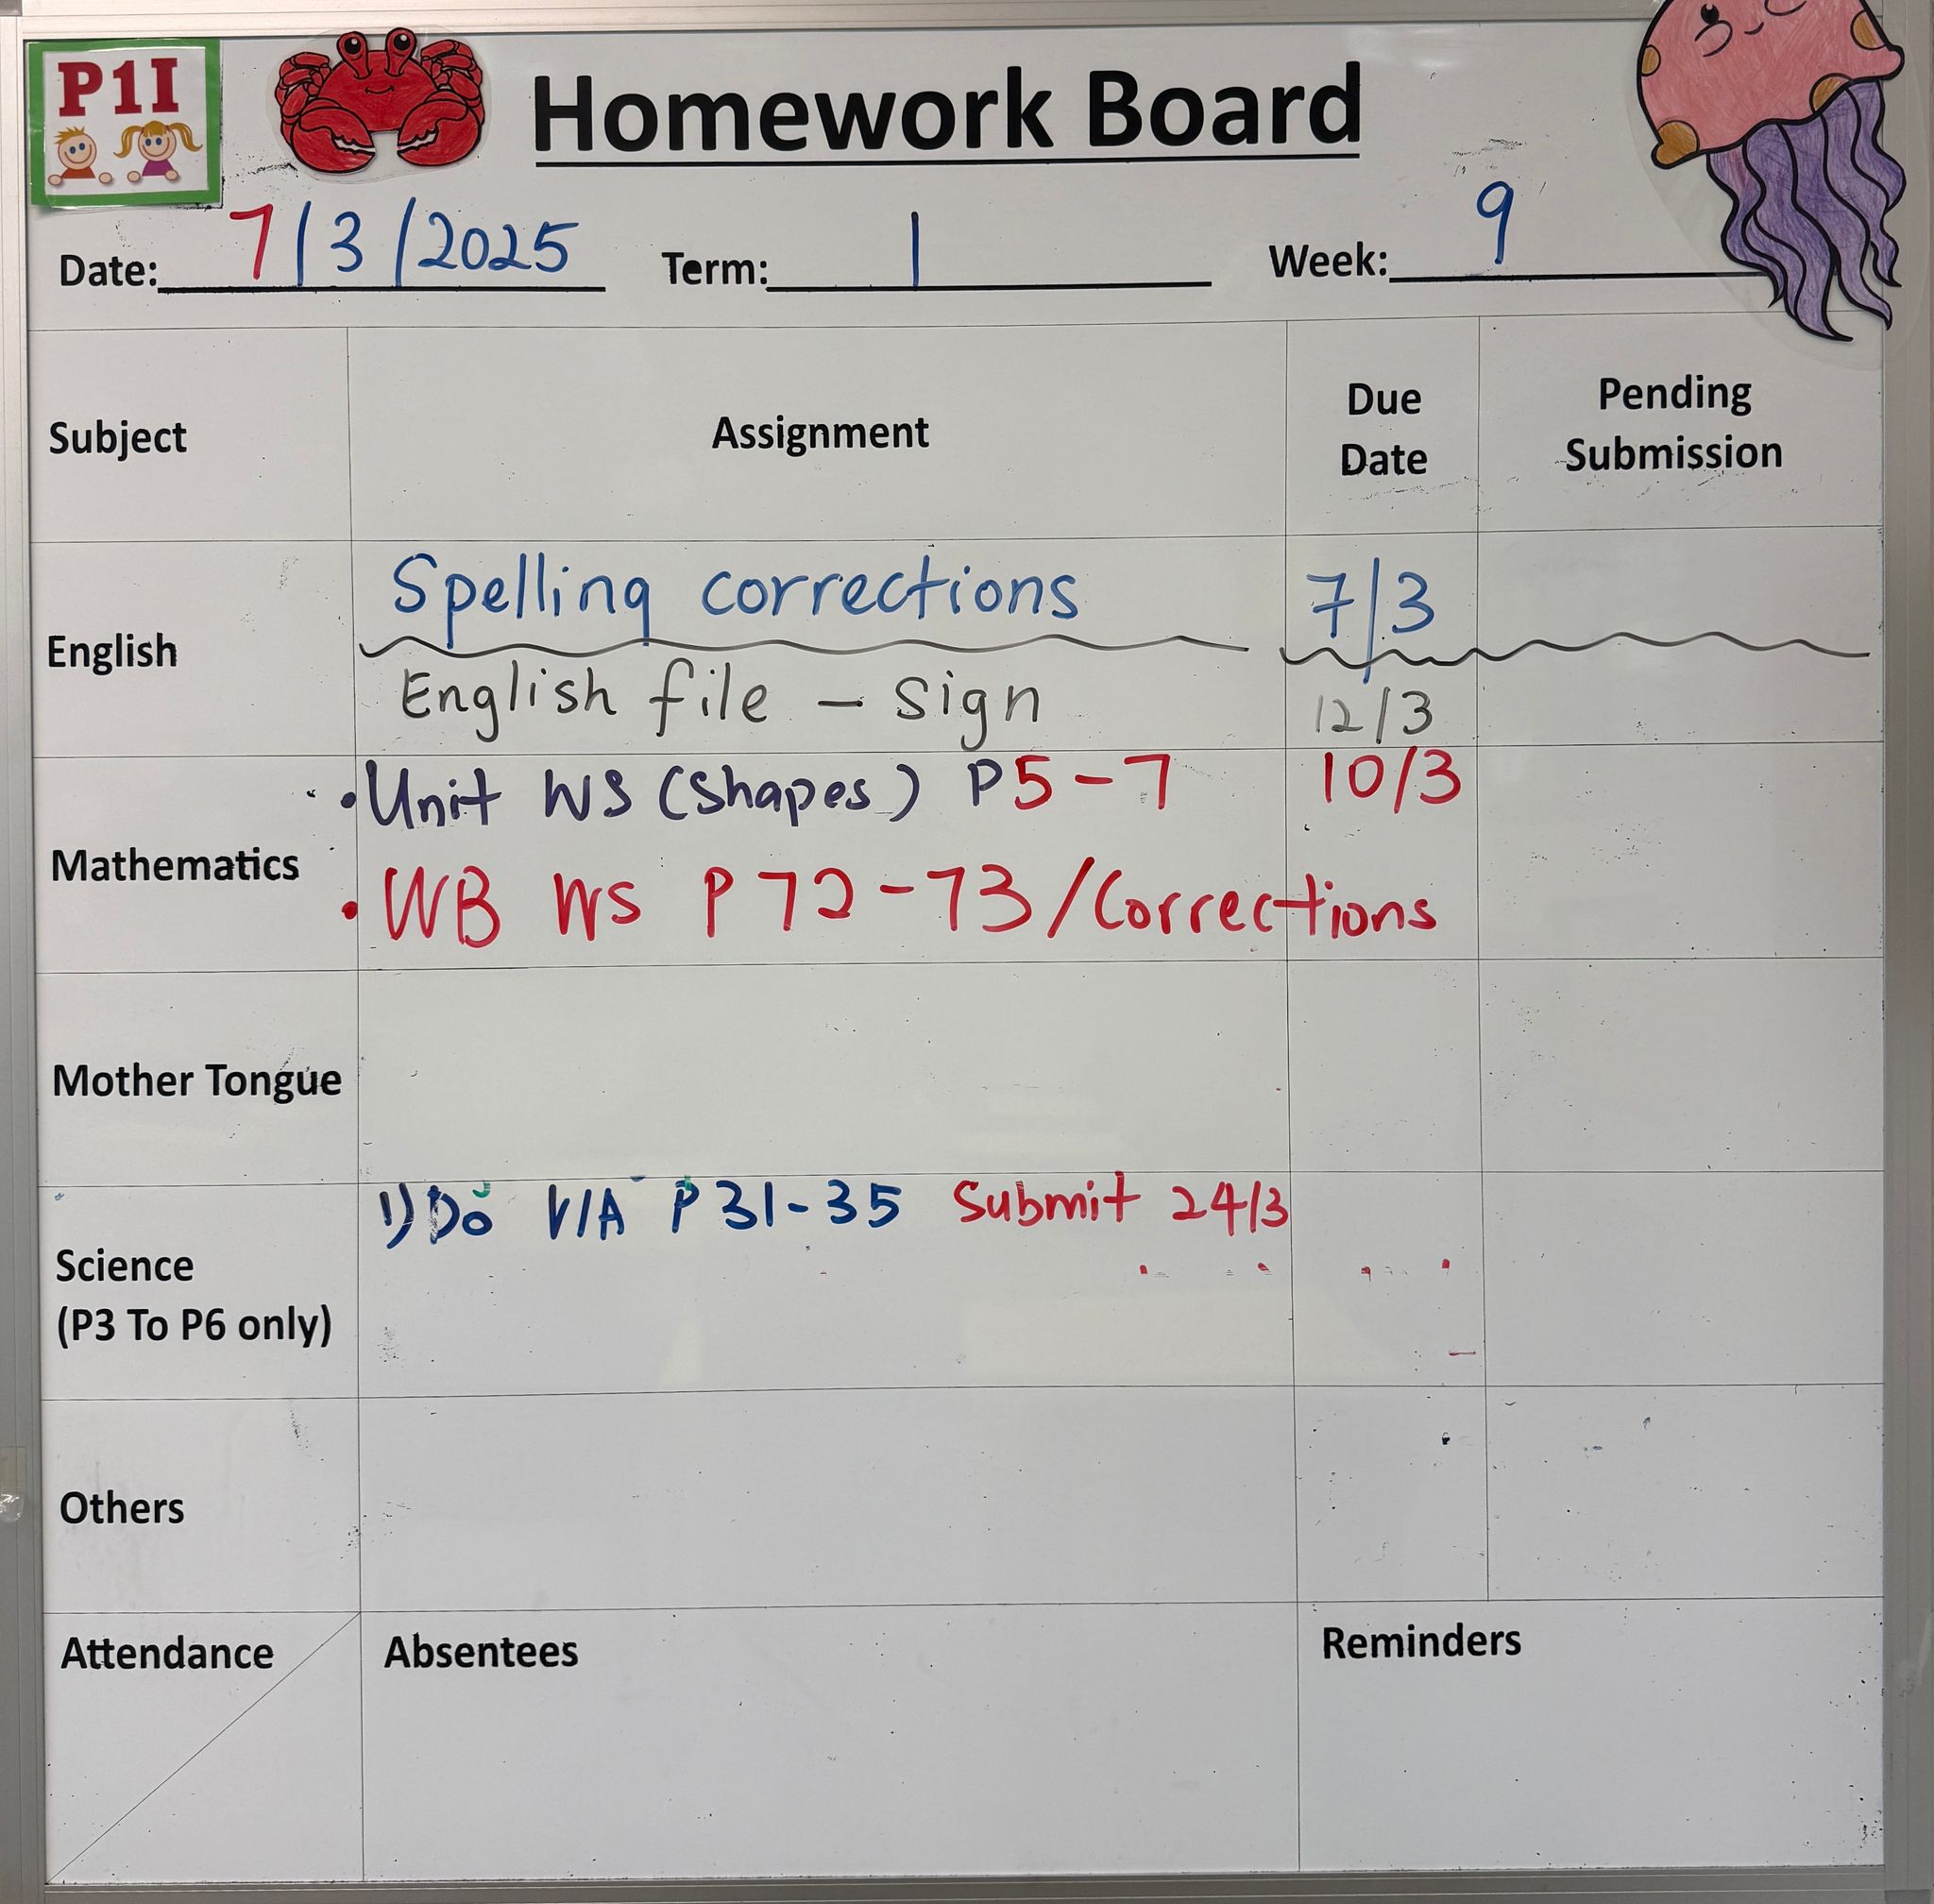 P1I
Homework Board
Date: 7/3/2025 Term: 1 Week: 9
Subject Assignment Due Date Pending Submission
English
Spelling corrections 7/3
English file - Sign 12/3
Mathematics
•Unit WS (Shapes) P5-7 10/3
•WB WS P72-73/Corrections
Mother Tongue
Science
(P3 To P6 only)
1) Do V/A P31-35 Submit 24/3
Others
Attendance Absentees Reminders